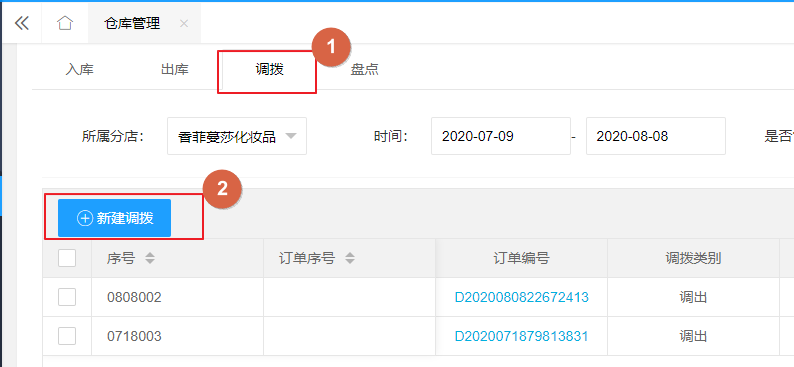 仓库管理
1
入库 出库 调拨 盘点
所属分店： 香菲蔓莎化妆品 时间： 2020-07-09 - 2020-08-08 是否
2
新建调拨
序号 订单序号 订单编号 调拨类别
0808002 D2020080822672413 调出
0718003 D2020071879813831 调出